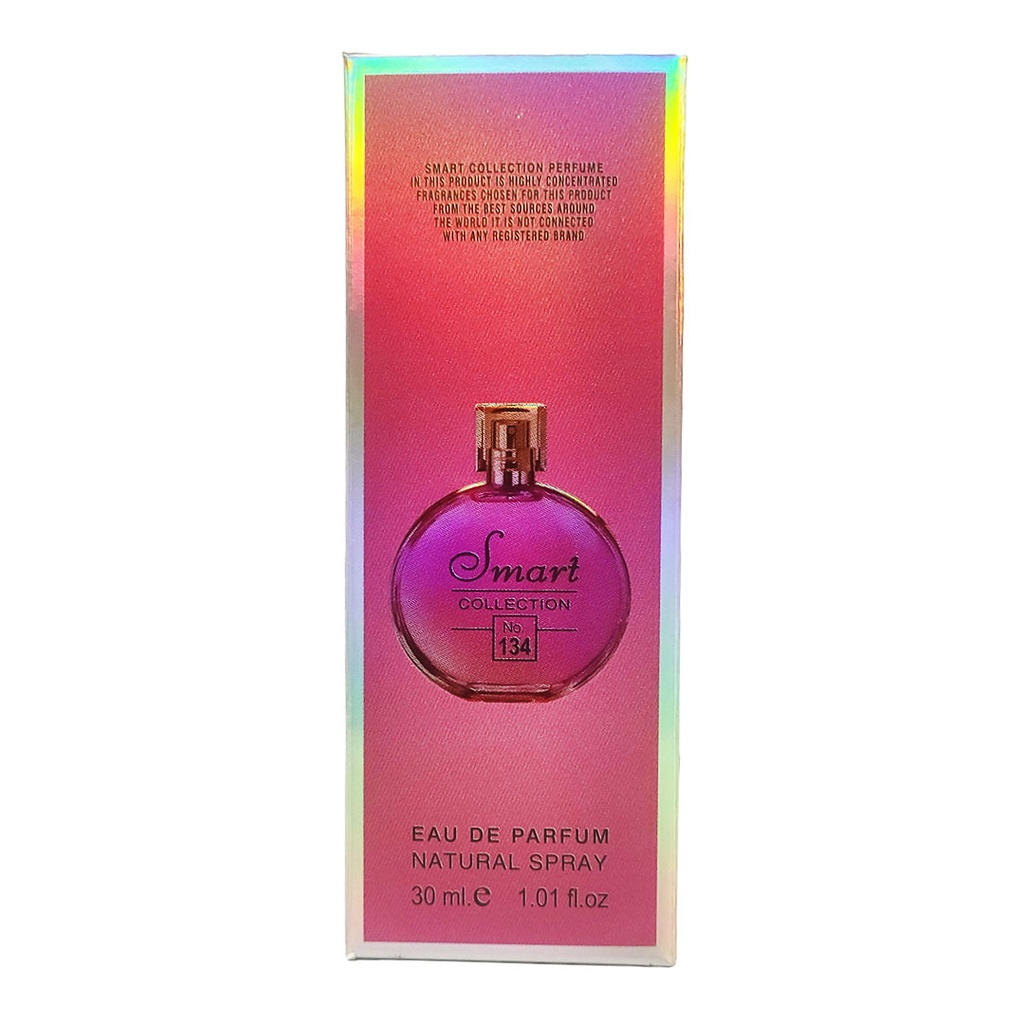 SMART COLLECTION PERFUME
IN THIS PRODUCT IS HIGHLY CONCENTRATED
FRAGRANCES CHOSEN FOR THIS PRODUCT
FROM THE BEST SOURCES AROUND
THE WORLD IT IS NOT CONNECTED
WITH ANY REGISTERED BRAND
Smart
COLLECTION
No.
134
EAU DE PARFUM
NATURAL SPRAY
30 ml.e 1.01 fl.oz